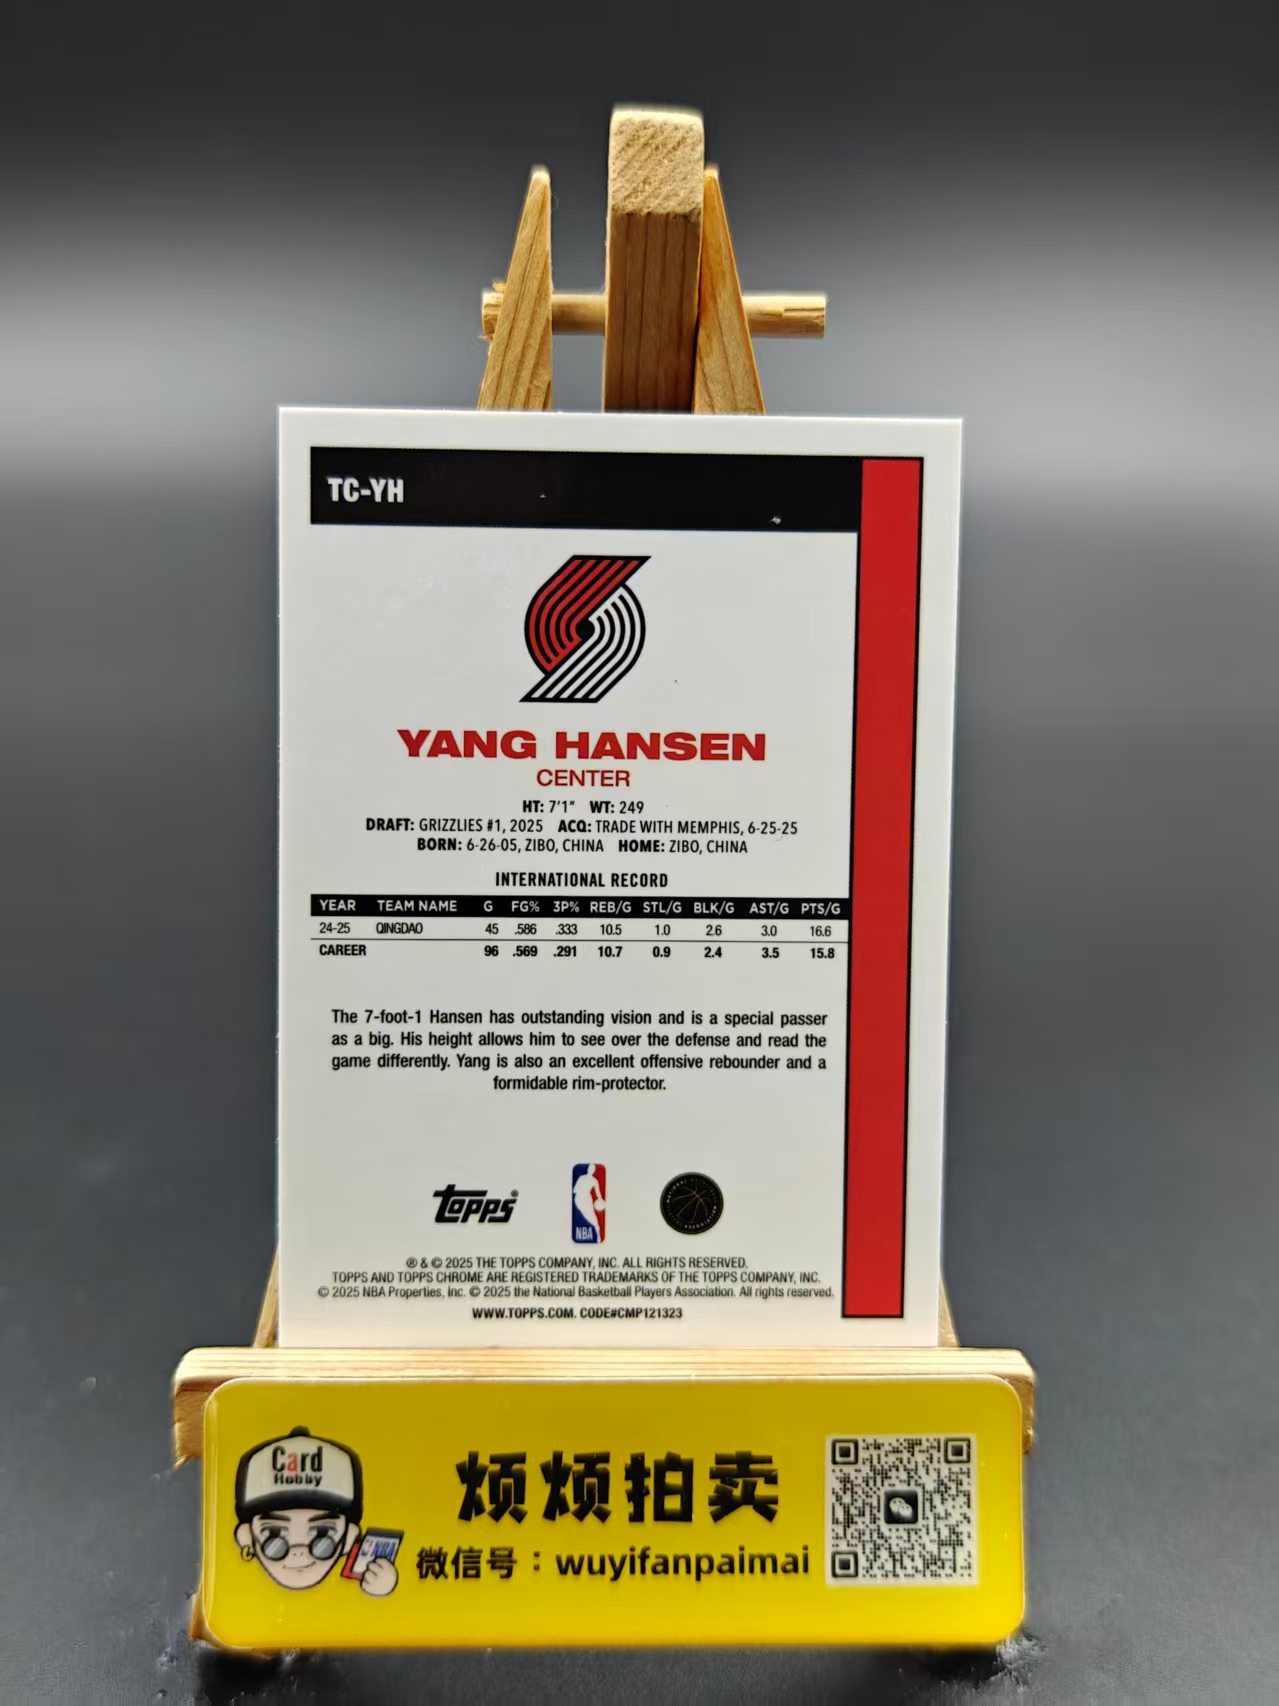 TC-YH
YANG HANSEN
CENTER
HT: 7'1" WT: 249
DRAFT: GRIZZLIES #1, 2025 ACQ: TRADE WITH MEMPHIS, 6-25-25
BORN: 6-26-05, ZIBO, CHINA HOME: ZIBO, CHINA
INTERNATIONAL RECORD
YEAR TEAM NAME G FG% 3P% REB/G STL/G BLK/G AST/G PTS/G
24-25 QINGDAO 45 .586 .333 10.5 1.0 2.6 3.0 16.6
CAREER 96 .569 .291 10.7 0.9 2.4 3.5 15.8
The 7-foot-1 Hansen has outstanding vision and is a special passer
as a big. His height allows him to see over the defense and read the
game differently. Yang is also an excellent offensive rebounder and a
formidable rim-protector.
topps®
NBA
® & © 2025 THE TOPPS COMPANY, INC. ALL RIGHTS RESERVED.
TOPPS AND TOPPS CHROME ARE REGISTERED TRADEMARKS OF THE TOPPS COMPANY, INC.
© 2025 NBA Properties, Inc. © 2025 the National Basketball Players Association. All rights reserved.
WWW.TOPPS.COM. CODE#CMP121323
Card
Hobby
NBA
烦烦拍卖
微信号：wuyifanpaimai